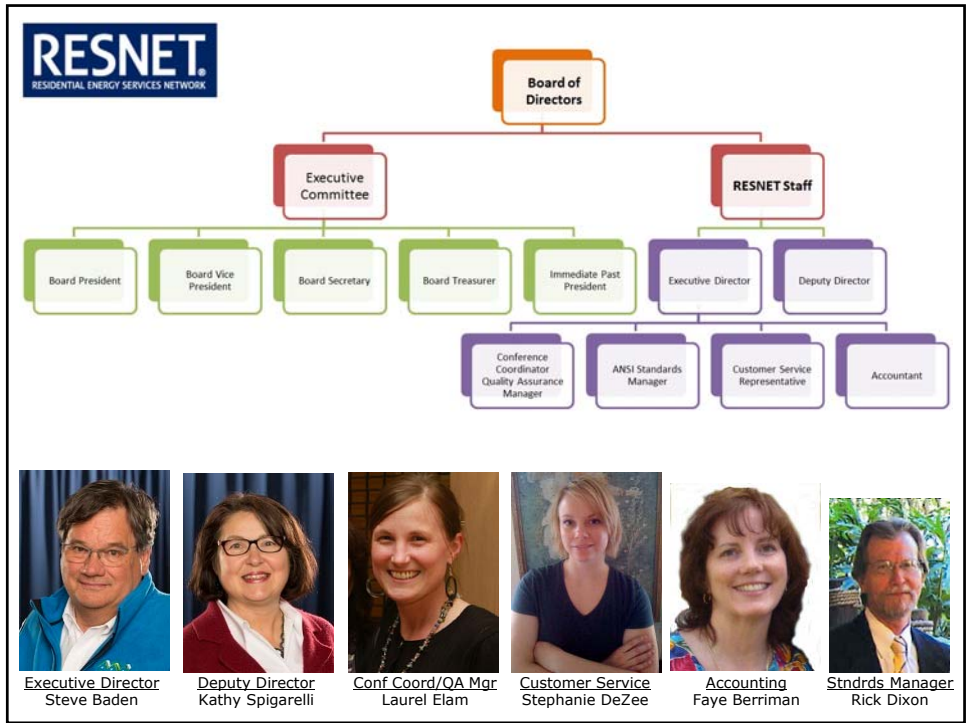 RESNET®
RESIDENTIAL ENERGY SERVICES NETWORK
Board of
Directors
Executive
Committee
RESNET Staff
Board President
Board Vice
President
Board Secretary
Board Treasurer
Immediate Past
President
Executive Director
Deputy Director
Conference
Coordinator
Quality Assurance
Manager
ANSI Standards
Manager
Customer Service
Representative
Accountant
Executive Director
Steve Baden
Deputy Director
Kathy Spigarelli
Conf Coord/QA Mgr
Laurel Elam
Customer Service
Stephanie DeZee
Accounting
Faye Berriman
Stndrds Manager
Rick Dixon